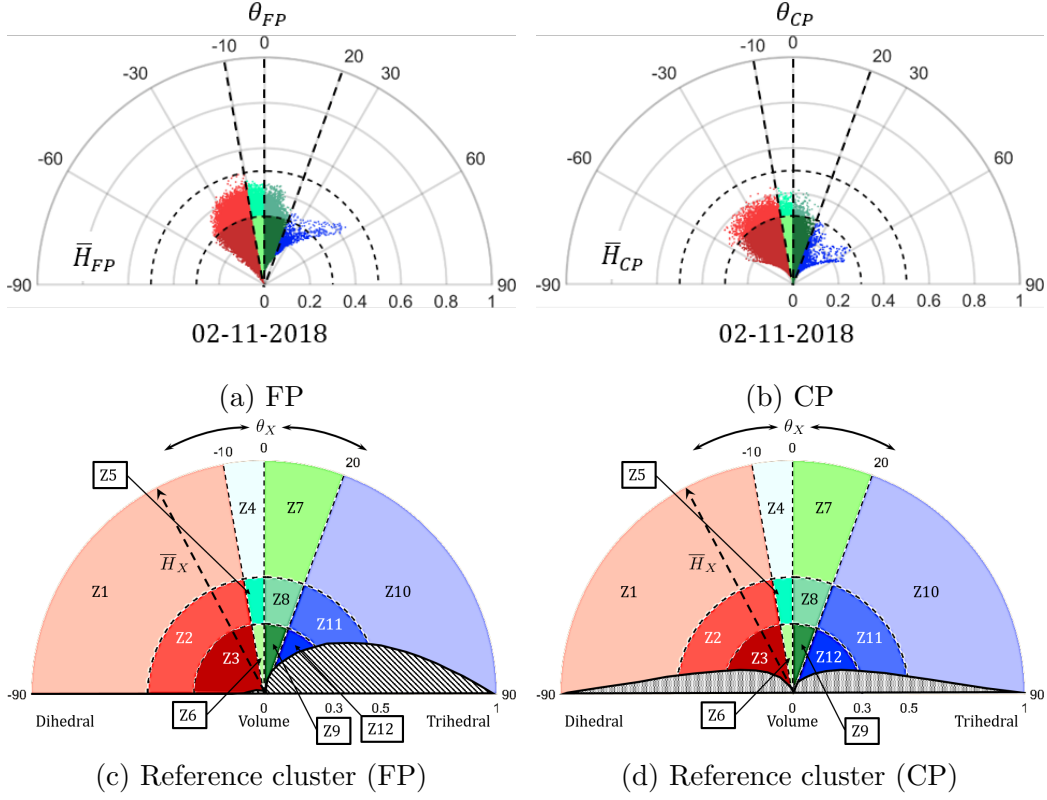 θ_FP
-10 0 20
-30 30
-60 60
H̅_FP
-90 90
0 0.2 0.4 0.6 0.8 1
02-11-2018
(a) FP
θ_CP
-10 0 20
-30 30
-60 60
H̅_CP
-90 90
0 0.2 0.4 0.6 0.8 1
02-11-2018
(b) CP
θ_X
-10 0 20
Z5
Z4 Z7
H̅_X
Z1 Z10
Z8
Z2 Z11
Z3
-90 90
Z6 0 0.3 0.5 1
Dihedral Volume Z9 Z12 Trihedral
(c) Reference cluster (FP)
θ_X
-10 0 20
Z5
Z4 Z7
H̅_X
Z1 Z10
Z8
Z2 Z11
Z3 Z12
-90 90
Z6 0 0.3 0.5 1
Dihedral Volume Z9 Trihedral
(d) Reference cluster (CP)